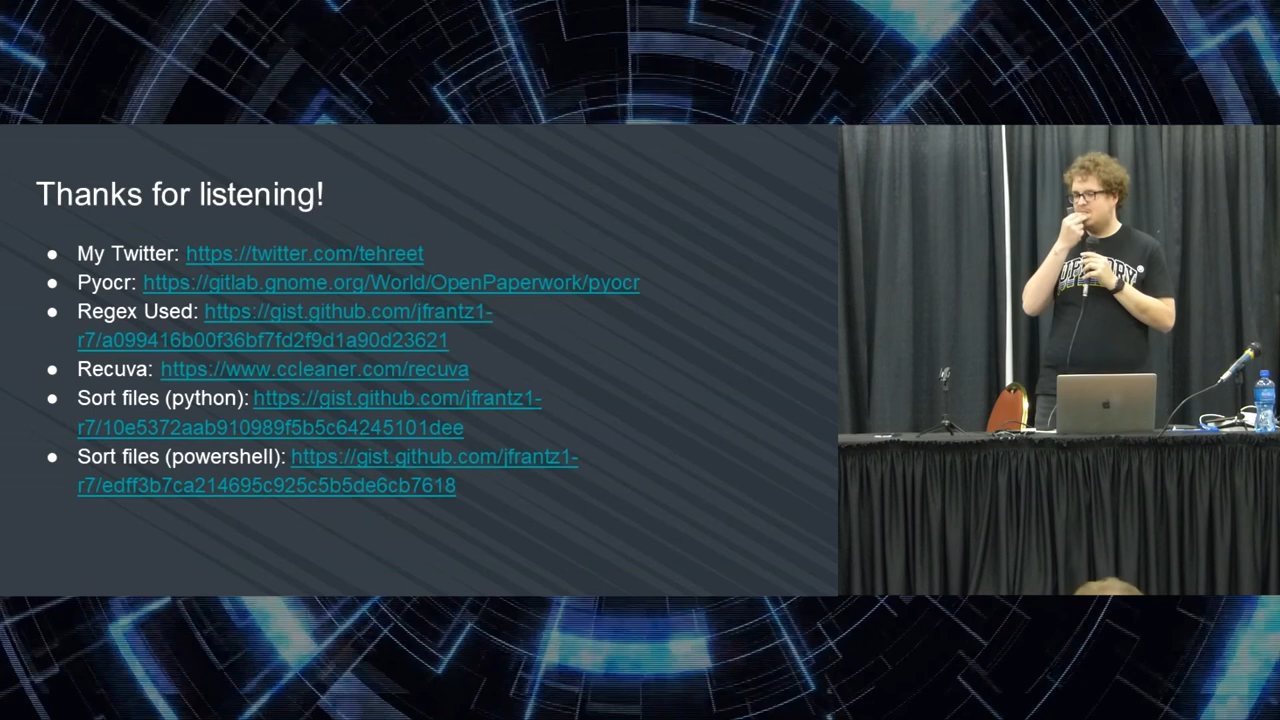 Thanks for listening!
● My Twitter: https://twitter.com/tehreet
● Pyocr: https://gitlab.gnome.org/World/OpenPaperwork/pyocr
● Regex Used: https://gist.github.com/jfrantz1-
r7/a099416b00f36bf7fd2f9d1a90d23621
● Recuva: https://www.ccleaner.com/recuva
● Sort files (python): https://gist.github.com/jfrantz1-
r7/10e5372aab910989f5b5c64245101dee
● Sort files (powershell): https://gist.github.com/jfrantz1-
r7/edff3b7ca214695c925c5b5de6cb7618